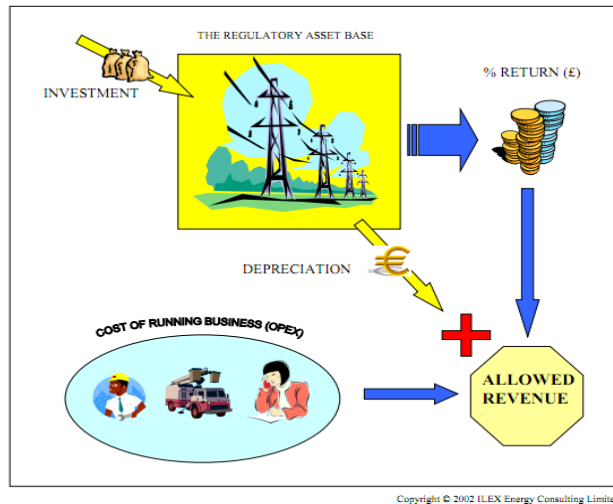 THE REGULATORY ASSET BASE
INVESTMENT
% RETURN (£)
DEPRECIATION
€
COST OF RUNNING BUSINESS (OPEX)
ALLOWED
REVENUE
Copyright © 2002 ILEX Energy Consulting Limite